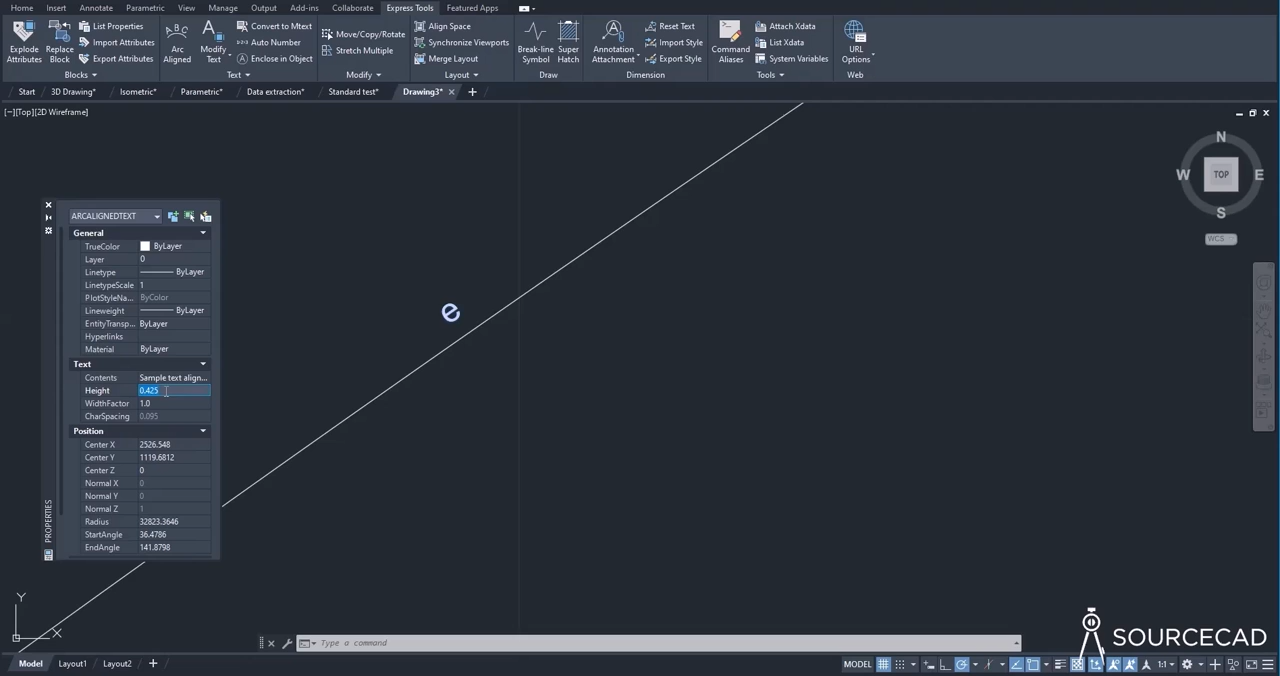 Home Insert Annotate Parametric View Manage Output Add-ins Collaborate Express Tools Featured Apps
Explode Attributes
Replace Block
List Properties
Import Attributes
Export Attributes
Blocks
Arc Aligned
Modify Text
Convert to Mtext
Auto Number
Enclose in Object
Text
Move/Copy/Rotate
Stretch Multiple
Modify
Align Space
Synchronize Viewports
Merge Layout
Layout
Break-line Symbol
Super Hatch
Draw
Annotation Attachment
Reset Text
Import Style
Export Style
Dimension
Command Aliases
Attach Xdata
List Xdata
System Variables
Tools
URL Options
Web
Start 3D Drawing* Isometric* Parametric* Data extraction* Standard test* Drawing3*
[−][Top][2D Wireframe]
N
W TOP E
S
WCS
ARCALIGNEDTEXT
General
TrueColor ByLayer
Layer 0
Linetype ByLayer
LinetypeScale 1
PlotStyleNa... ByColor
Lineweight ByLayer
EntityTransp... ByLayer
Hyperlinks
Material ByLayer
Text
Contents Sample text align...
Height 0.425
WidthFactor 1.0
CharSpacing 0.095
Position
Center X 2526.548
Center Y 1119.6812
Center Z 0
Normal X 0
Normal Y 0
Normal Z 1
Radius 32823.3646
StartAngle 36.4786
EndAngle 141.8798
PROPERTIES
e
Y
X
Type a command
SOURCECAD
Model Layout1 Layout2
MODEL 1:1